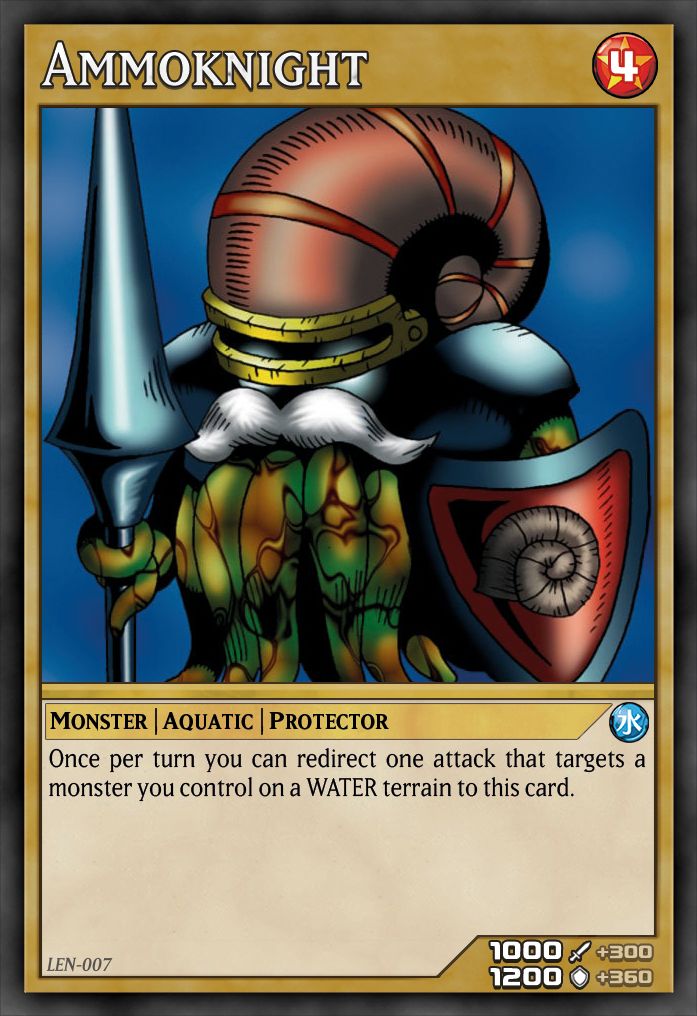 AMMOKNIGHT
4
MONSTER | AQUATIC | PROTECTOR
水
Once per turn you can redirect one attack that targets a
monster you control on a WATER terrain to this card.
1000 +300
LEN-007
1200 +360